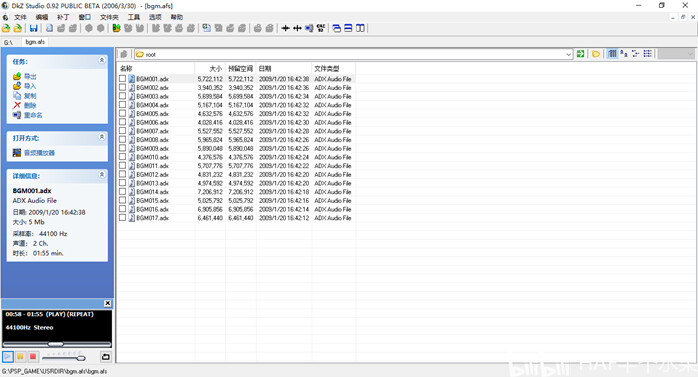 DkZ Studio 0.92 PUBLIC BETA (2006/3/30) - [bgm.afs]
文件 编辑 补丁 窗口 文件夹 工具 选项 帮助
G:\ bgm.afs
root
任务:
导出
导入
复制
删除
重命名
打开方式:
音频播放器
详细信息:
BGM001.adx
ADX Audio File
日期: 2009/1/20 16:42:38
大小: 5 Mb
采样率: 44100 Hz
声道: 2 Ch.
时长: 01:55 min.
00:58 - 01:55 (PLAY) (REPEAT)
44100Hz Stereo
名称 大小 预留空间 日期 文件类型
BGM001.adx 5,722,112 5,722,112 2009/1/20 16:42:38 ADX Audio File
BGM002.adx 3,940,352 3,940,352 2009/1/20 16:42:36 ADX Audio File
BGM003.adx 5,699,584 5,699,584 2009/1/20 16:42:34 ADX Audio File
BGM004.adx 5,167,104 5,167,104 2009/1/20 16:42:32 ADX Audio File
BGM005.adx 4,632,576 4,632,576 2009/1/20 16:42:32 ADX Audio File
BGM006.adx 4,028,416 4,028,416 2009/1/20 16:42:30 ADX Audio File
BGM007.adx 5,527,552 5,527,552 2009/1/20 16:42:28 ADX Audio File
BGM008.adx 5,965,824 5,965,824 2009/1/20 16:42:26 ADX Audio File
BGM009.adx 5,890,048 5,890,048 2009/1/20 16:42:26 ADX Audio File
BGM010.adx 4,376,576 4,376,576 2009/1/20 16:42:24 ADX Audio File
BGM011.adx 5,707,776 5,707,776 2009/1/20 16:42:22 ADX Audio File
BGM012.adx 4,831,232 4,831,232 2009/1/20 16:42:20 ADX Audio File
BGM013.adx 4,974,592 4,974,592 2009/1/20 16:42:20 ADX Audio File
BGM014.adx 7,206,912 7,206,912 2009/1/20 16:42:18 ADX Audio File
BGM015.adx 5,025,792 5,025,792 2009/1/20 16:42:16 ADX Audio File
BGM016.adx 6,905,856 6,905,856 2009/1/20 16:42:14 ADX Audio File
BGM017.adx 6,461,440 6,461,440 2009/1/20 16:42:12 ADX Audio File
G:\PSP_GAME\USRDIR\bgm.afs\bgm.afs
bilibili